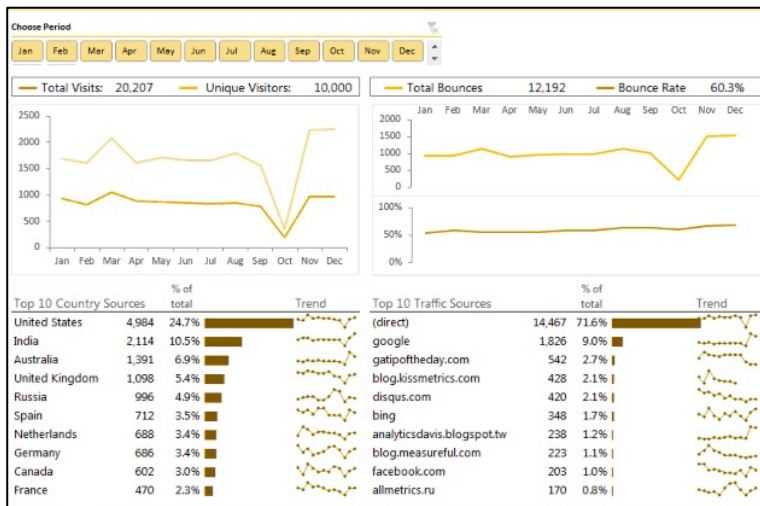 Choose Period
Jan Feb Mar Apr May Jun Jul Aug Sep Oct Nov Dec
Total Visits: 20,207 Unique Visitors: 10,000
2500
2000
1500
1000
500
0
Jan Feb Mar Apr May Jun Jul Aug Sep Oct Nov Dec
Total Bounces 12,192 Bounce Rate 60.3%
Jan Feb Mar Apr May Jun Jul Aug Sep Oct Nov Dec
2000
1500
1000
500
0
100%
50%
0%
Top 10 Country Sources % of total Trend
United States 4,984 24.7%
India 2,114 10.5%
Australia 1,391 6.9%
United Kingdom 1,098 5.4%
Russia 996 4.9%
Spain 712 3.5%
Netherlands 688 3.4%
Germany 686 3.4%
Canada 602 3.0%
France 470 2.3%
Top 10 Traffic Sources % of total Trend
(direct) 14,467 71.6%
google 1,826 9.0%
gatipoftheday.com 542 2.7%
blog.kissmetrics.com 428 2.1%
disqus.com 420 2.1%
bing 348 1.7%
analyticsdavis.blogspot.tw 238 1.2%
blog.measureful.com 223 1.1%
facebook.com 203 1.0%
allmetrics.ru 170 0.8%